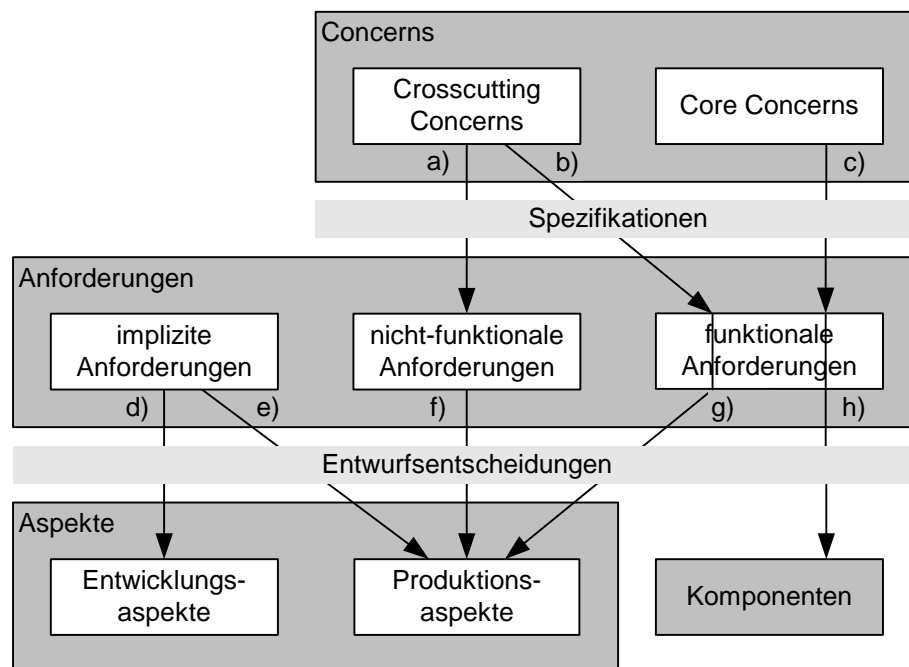 Concerns
Crosscutting
Concerns
Core Concerns
a)
b)
c)
Spezifikationen
Anforderungen
implizite
Anforderungen
nicht-funktionale
Anforderungen
funktionale
Anforderungen
d)
e)
f)
g)
h)
Entwurfsentscheidungen
Aspekte
Entwicklungs-
aspekte
Produktions-
aspekte
Komponenten